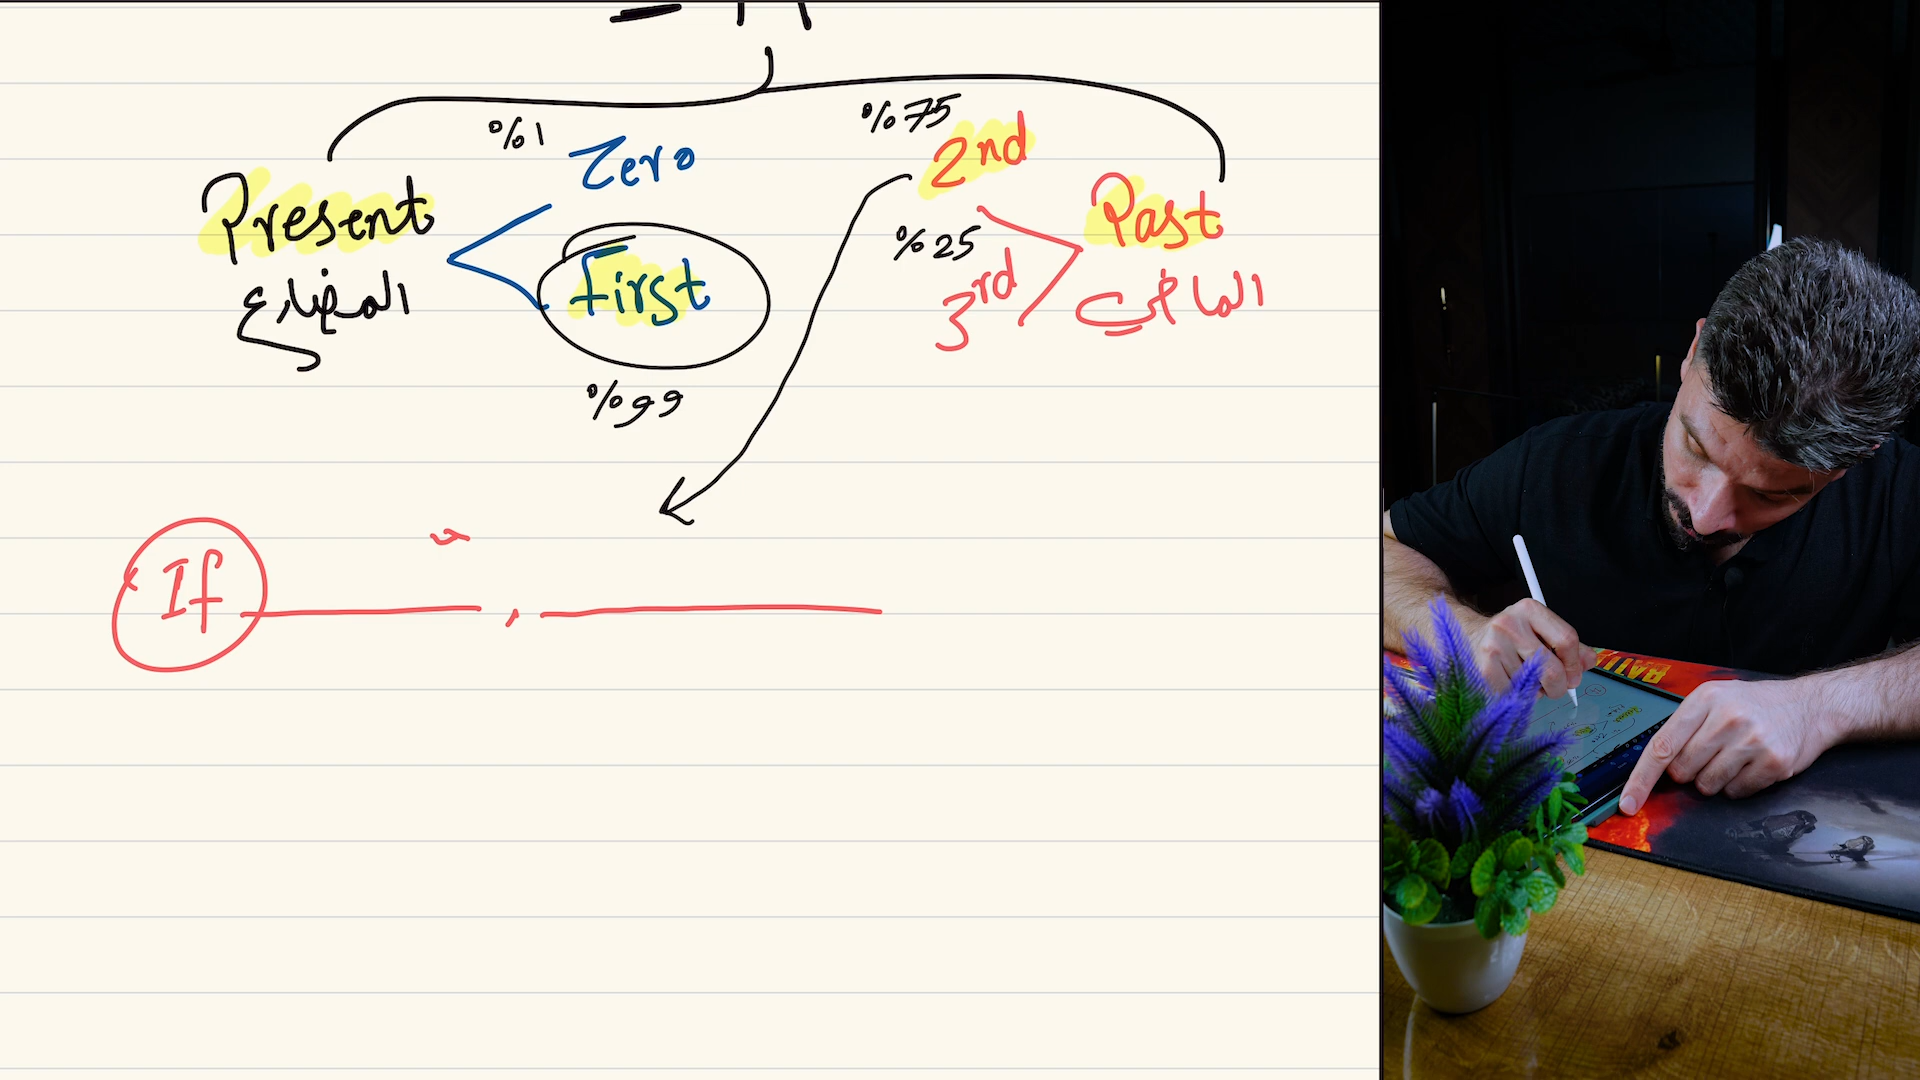 %1 Zero
%75 2nd
Present
Past
First
%25
3rd
المضارع
الماضي
%99
If ,